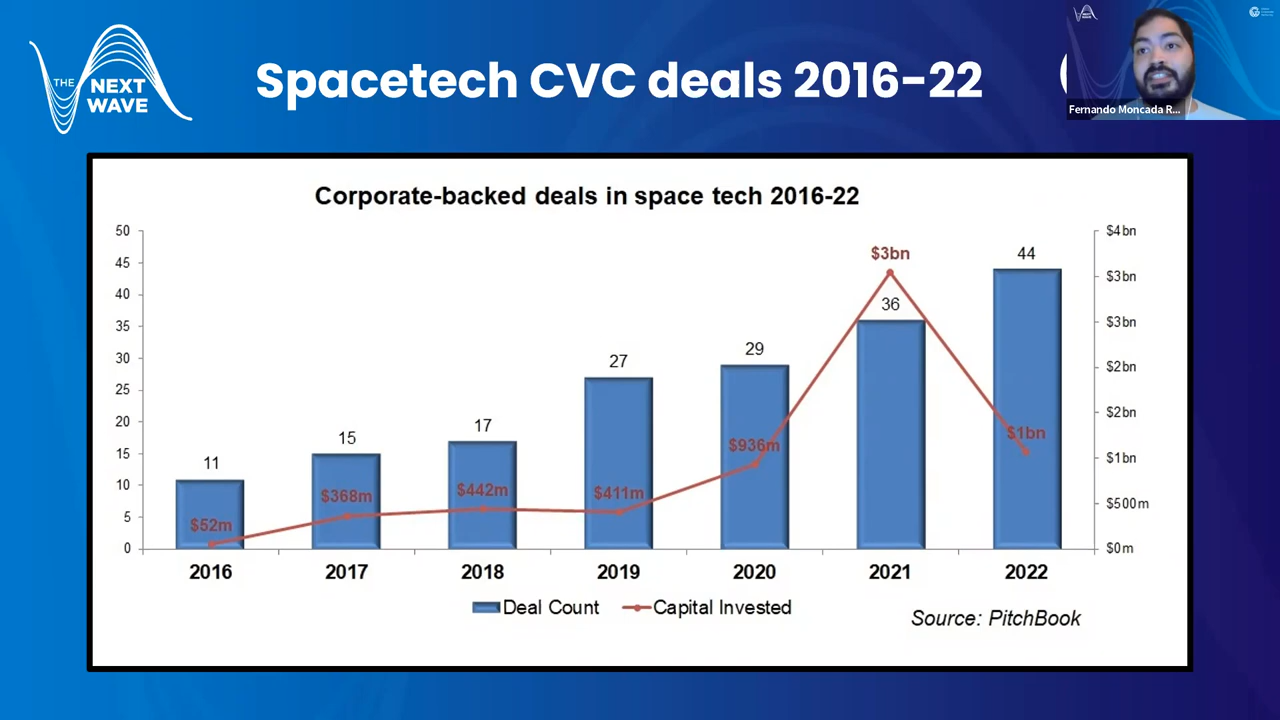 THE
NEXT
WAVE
Spacetech CVC deals 2016-22
NEXT
WAVE
Fernando Moncada R...
Corporate-backed deals in space tech 2016-22
50
45
40
35
30
25
20
15
10
5
0
$4bn
$3bn
$3bn
$2bn
$2bn
$1bn
$500m
$0m
11
15
17
27
29
36
44
$52m
$368m
$442m
$411m
$936m
$3bn
$1bn
2016
2017
2018
2019
2020
2021
2022
Deal Count
Capital Invested
Source: PitchBook